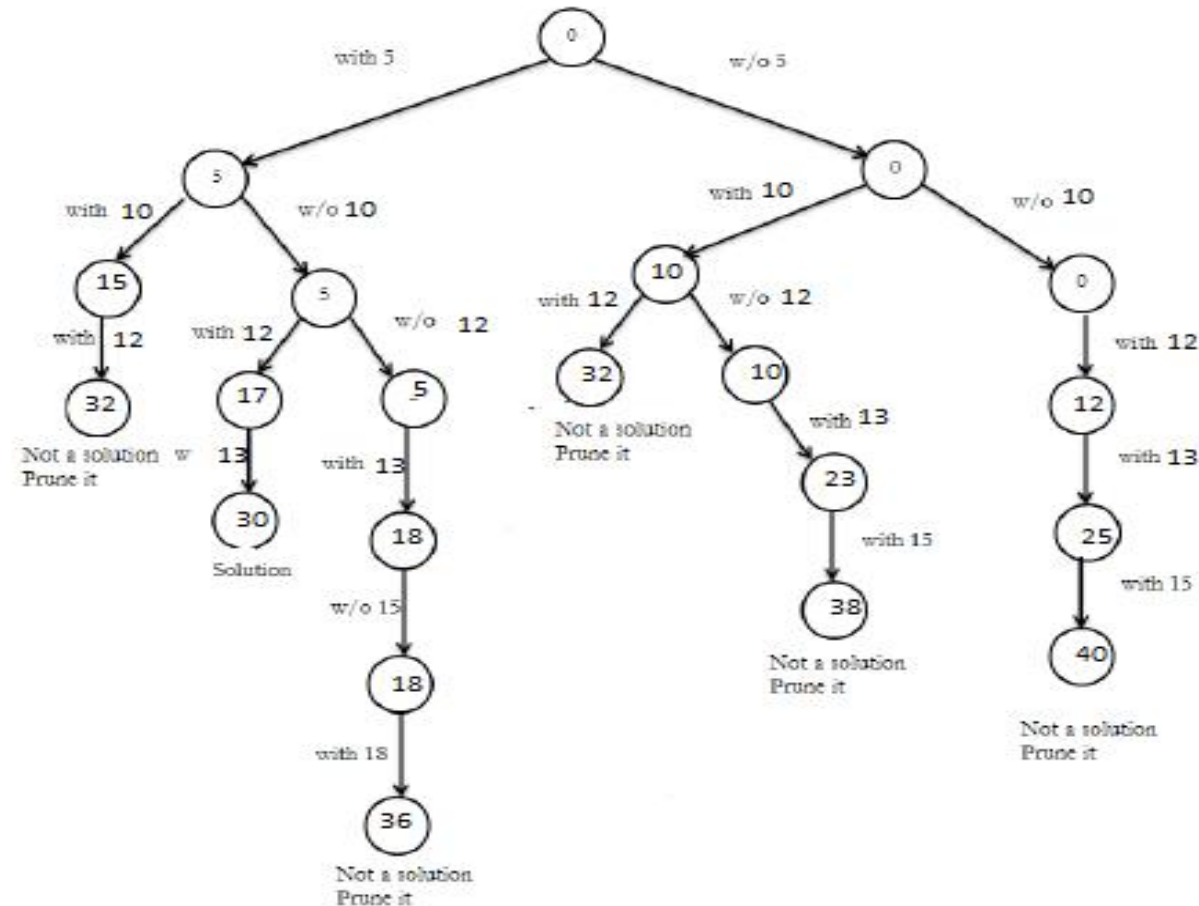 0
with 5
w/o 5
5
0
with 10
w/o 10
with 10
w/o 10
15
5
10
0
with 12
with 12
w/o 12
with 12
w/o 12
with 12
32
17
5
32
10
12
Not a solution
Prune it
w 13
with 13
Not a solution
Prune it
with 13
with 13
30
Solution
18
23
25
w/o 15
with 15
with 15
18
38
Not a solution
Prune it
40
Not a solution
Prune it
with 18
36
Not a solution
Prune it